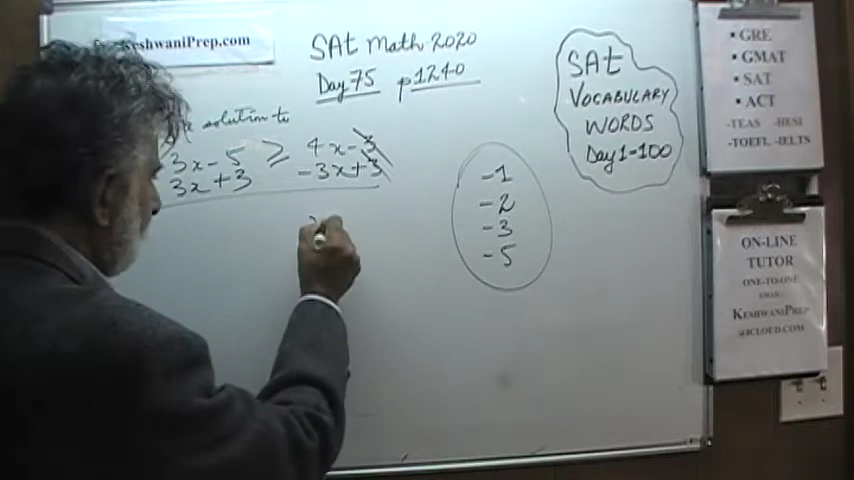 KeshwaniPrep.com
SAt Math 2020
Day 75 p1240
solution to
3x - 5 ≥ 4x - 3
3x + 3 - 3x + 3
- 1
- 2
- 3
- 5
SAt
VOCABULARY
WORDS
Day 1-100
• GRE
• GMAT
• SAT
• ACT
-TEAS -HESI
-TOEFL -IELTS
ON-LINE
TUTOR
ONE-TO-ONE
EMAIL:
KESHWANIPREP
@ICLOUD.COM